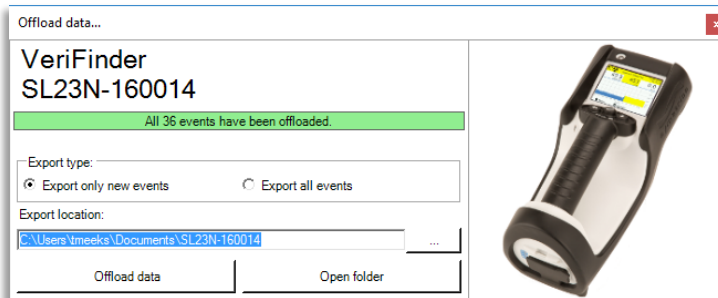 Offload data...
x
VeriFinder
SL23N-160014
All 36 events have been offloaded.
Export type:
Export only new events
Export all events
Export location:
C:\Users\tmeeks\Documents\SL23N-160014
...
Offload data
Open folder